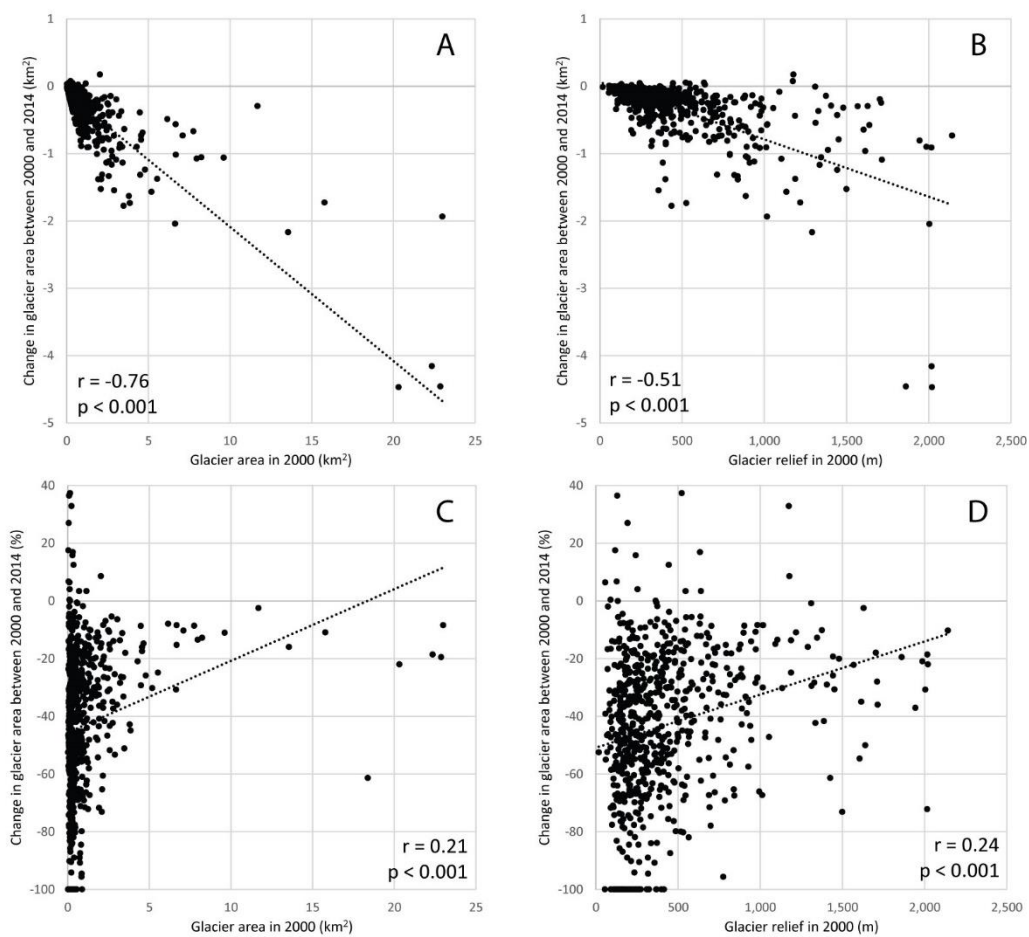 A
Change in glacier area between 2000 and 2014 (km²)
1
0
-1
-2
-3
-4
-5
r = -0.76
p < 0.001
0
5
10
15
20
25
Glacier area in 2000 (km²)
B
Change in glacier area between 2000 and 2014 (km²)
1
0
-1
-2
-3
-4
-5
r = -0.51
p < 0.001
0
500
1,000
1,500
2,000
2,500
Glacier relief in 2000 (m)
C
Change in glacier area between 2000 and 2014 (%)
40
20
0
-20
-40
-60
-80
-100
r = 0.21
p < 0.001
0
5
10
15
20
25
Glacier area in 2000 (km²)
D
Change in glacier area between 2000 and 2014 (%)
40
20
0
-20
-40
-60
-80
-100
r = 0.24
p < 0.001
0
500
1,000
1,500
2,000
2,500
Glacier relief in 2000 (m)